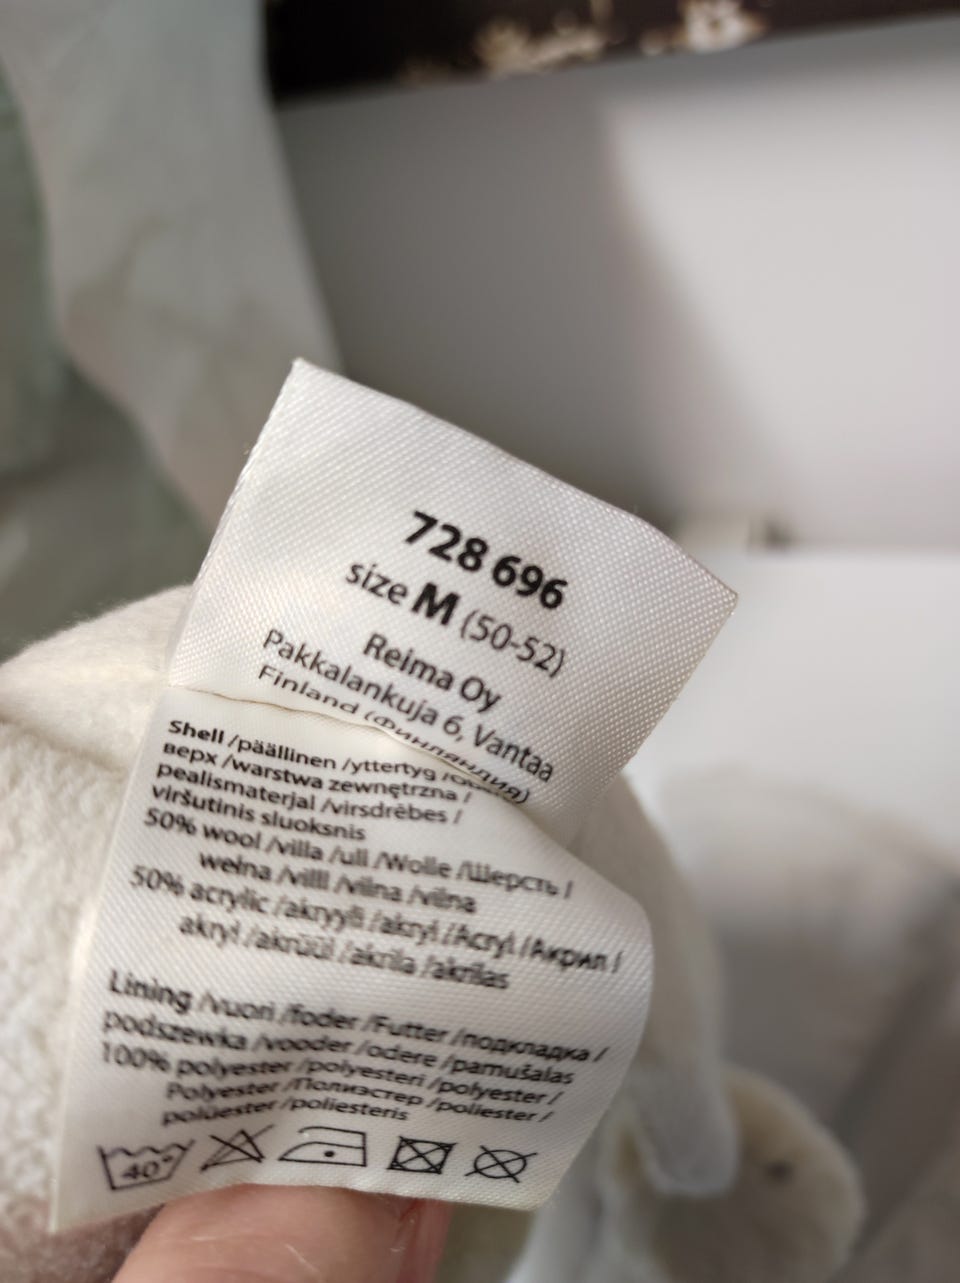 728 696
size M (50-52)
Reima Oy
Pakkalankuja 6, Vantaa
Finland (Финляндия)
Shell /päällinen /yttertyg
верх /warstwa zewnętrzna /
pealismaterjal /virsdrēbes /
viršutinis sluoksnis
50% wool /villa /ull /Wolle /Шерсть /
wełna /villl /vilna /vilna
50% acrylic /akryyli /akryl /Acryl /Акрил /
akryl /akrüül /akrila /akrilas
Lining /vuori /foder /Futter /подкладка /
podszewka /vooder /odere /pamušalas
100% polyester /polyesteri /polyester /
Polyester /Полиэстер /poliester /
polüester /poliesteris
40°